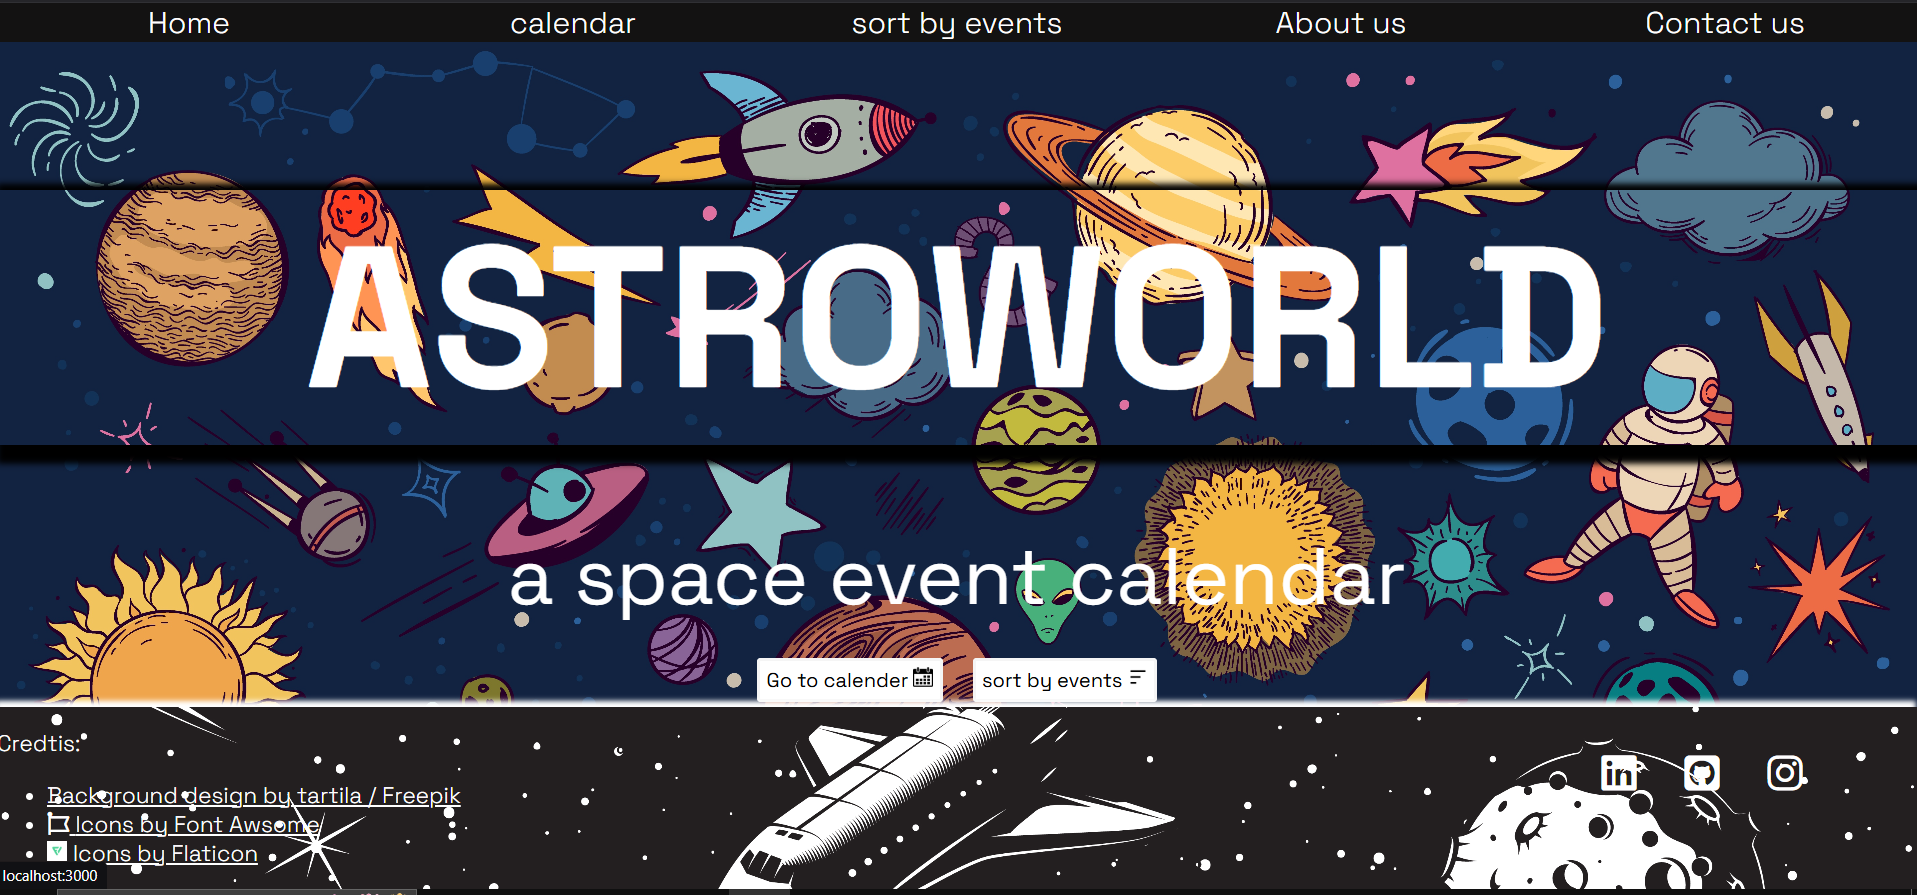 Home calendar sort by events About us Contact us
ASTROWORLD
a space event calendar
Go to calender sort by events
Credtis:
Background design by tartila / Freepik
Icons by Font Awsome
Icons by Flaticon
in
localhost:3000